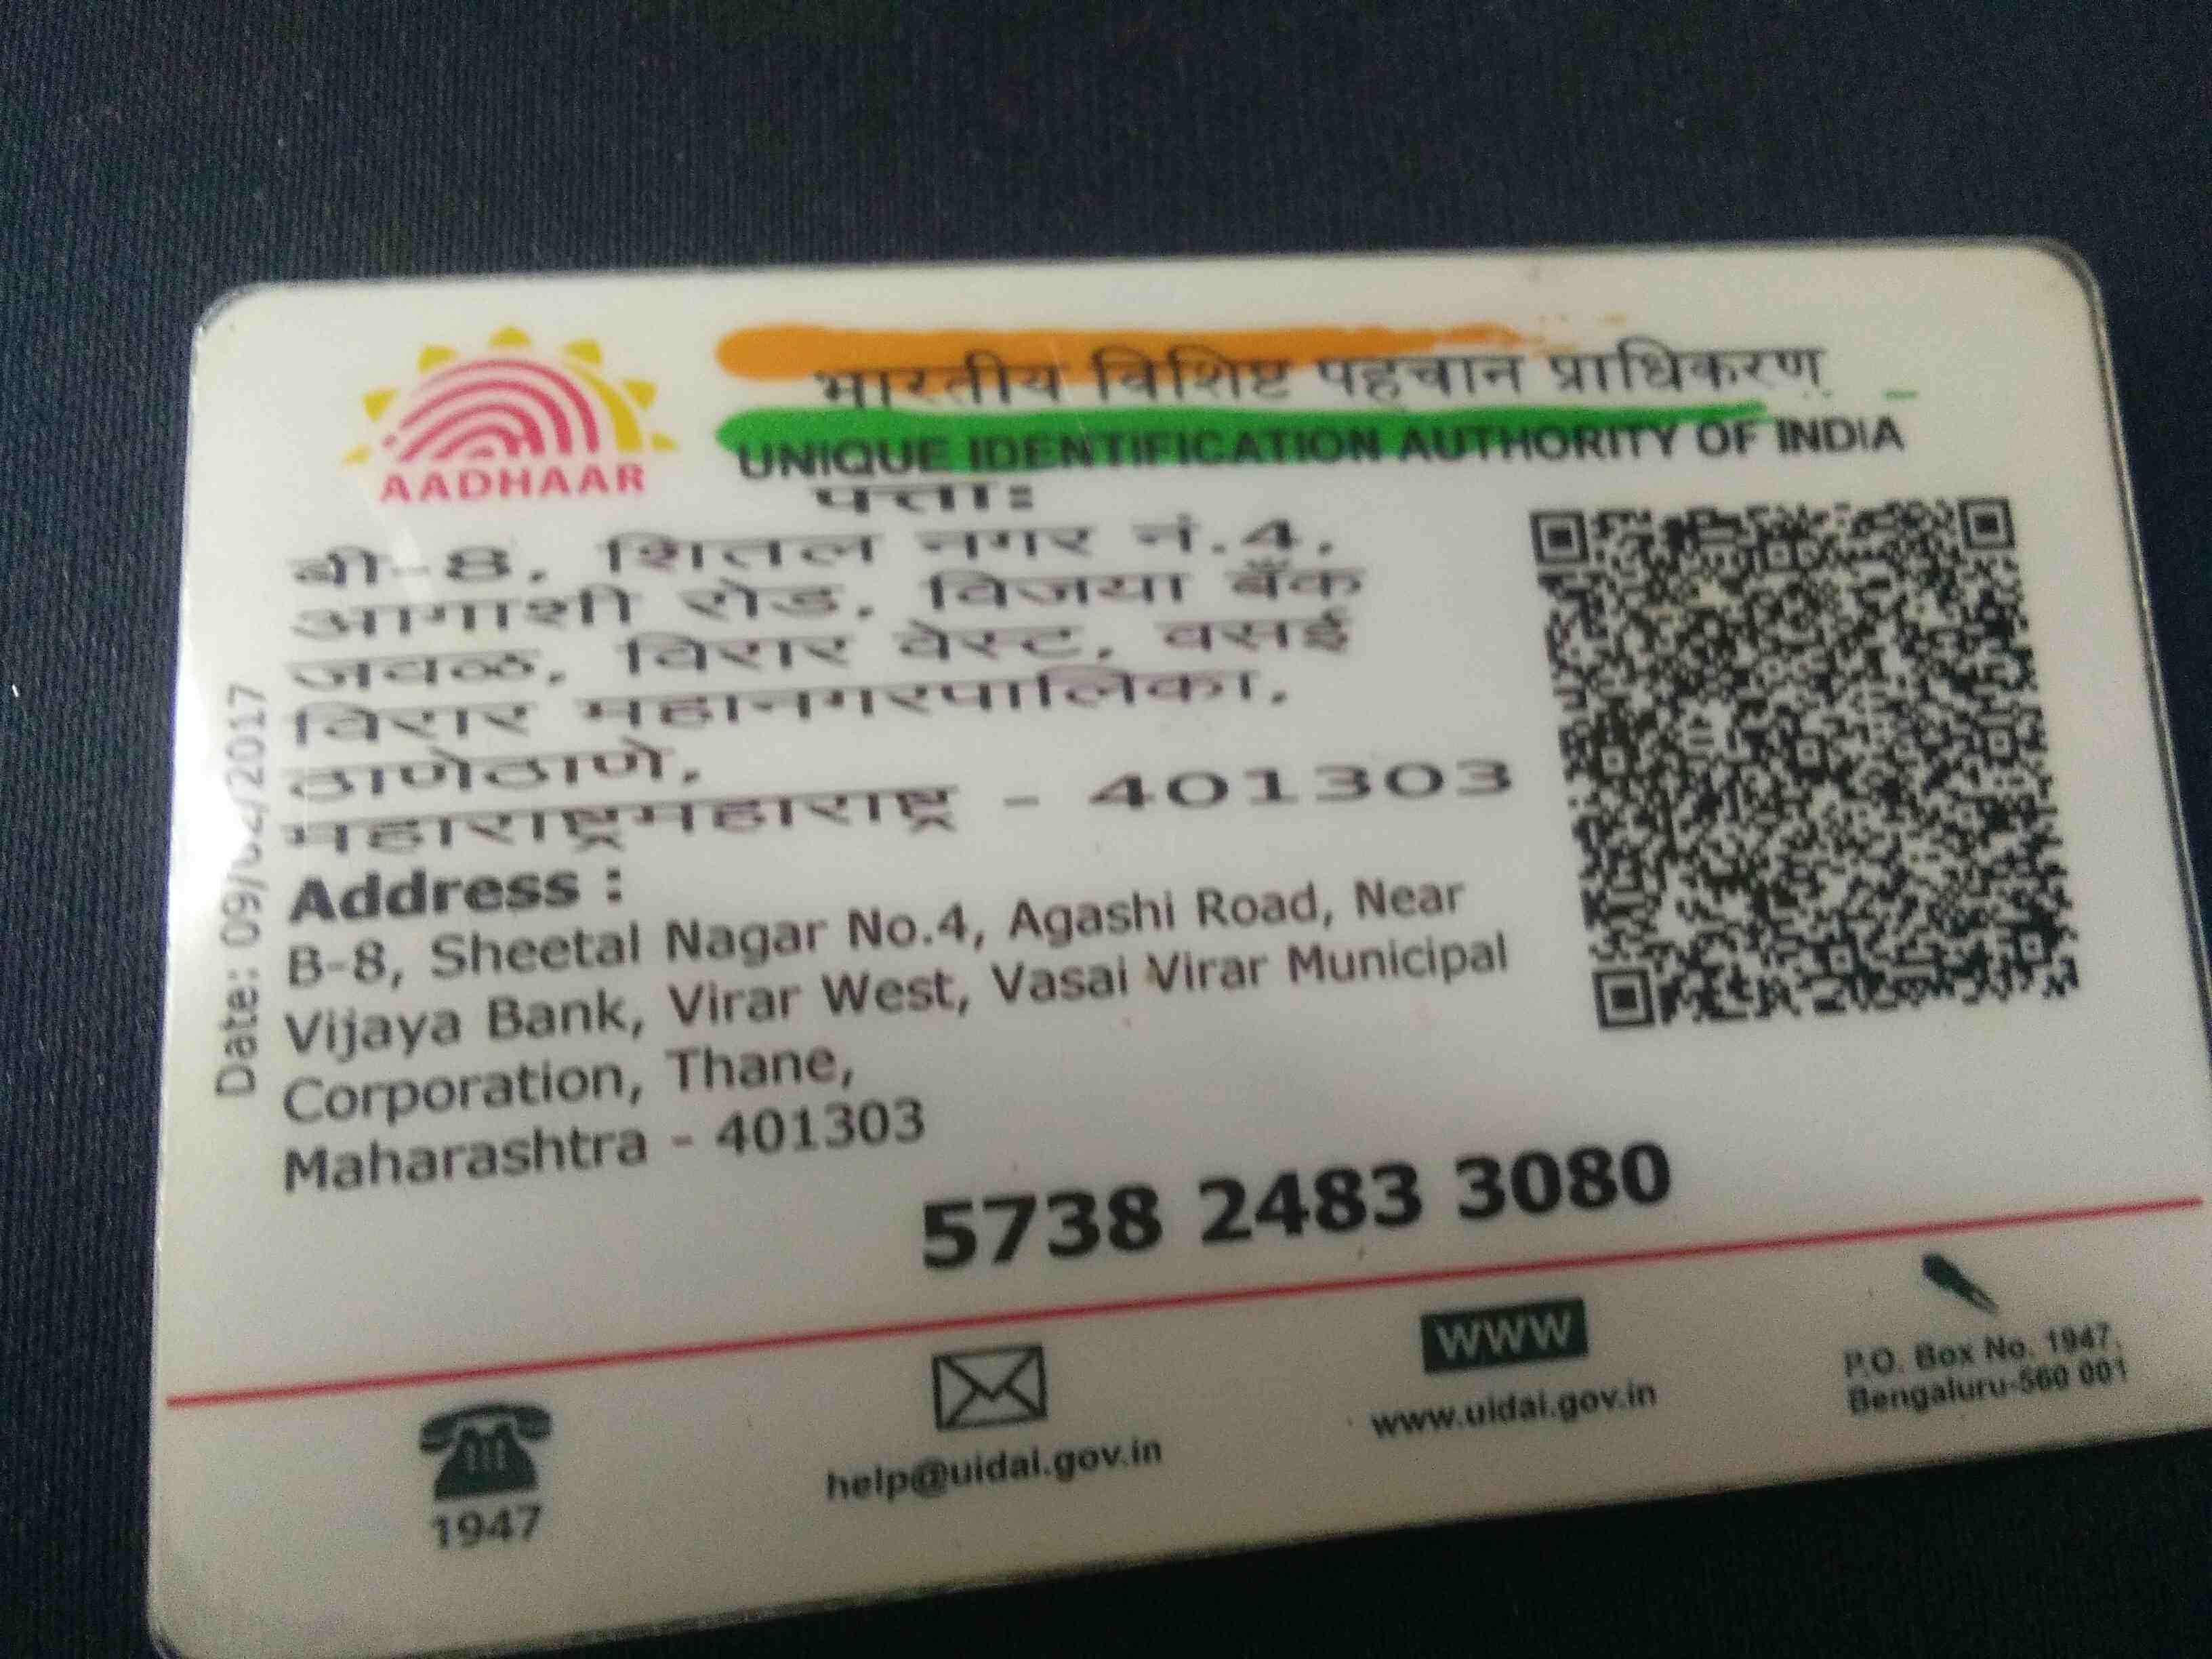 AADHAAR
भारतीय विशिष्ट पहचान प्राधिकरण
UNIQUE IDENTIFICATION AUTHORITY OF INDIA
पत्ता:
बी-8, शितल नगर नं.4,
आगाशी रोड, विजया बॅंक
जवळ, विरार वेस्ट, वसई
विरार महानगरपालिका,
ठाणेठाणे,
महाराष्ट्रमहाराष्ट्र - 401303
Address :
B-8, Sheetal Nagar No.4, Agashi Road, Near
Vijaya Bank, Virar West, Vasai Virar Municipal
Corporation, Thane,
Maharashtra - 401303
Date:
5738 2483 3080
1947
help@uidai.gov.in
WWW
www.uidai.gov.in
P.O. Box No. 1947,
Bengaluru-560 001